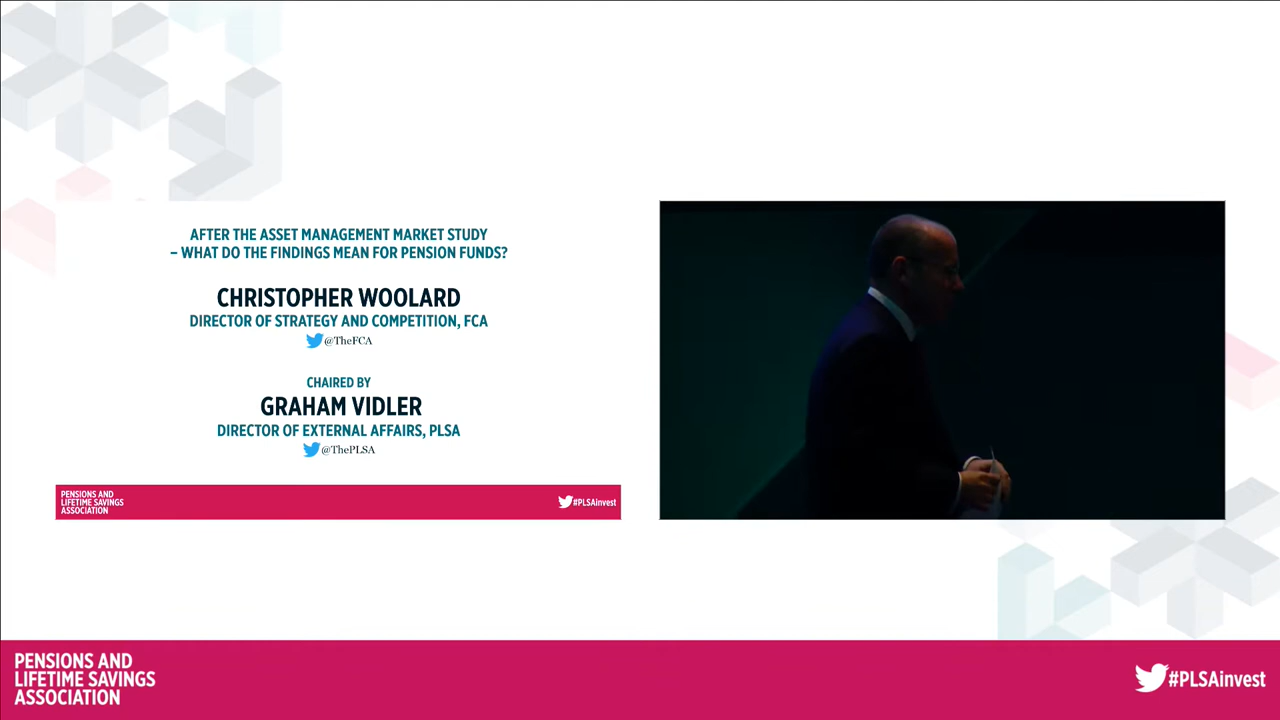 AFTER THE ASSET MANAGEMENT MARKET STUDY
– WHAT DO THE FINDINGS MEAN FOR PENSION FUNDS?
CHRISTOPHER WOOLARD
DIRECTOR OF STRATEGY AND COMPETITION, FCA
@TheFCA
CHAIRED BY
GRAHAM VIDLER
DIRECTOR OF EXTERNAL AFFAIRS, PLSA
@ThePLSA
PENSIONS AND
LIFETIME SAVINGS
ASSOCIATION
#PLSAinvest
PENSIONS AND
LIFETIME SAVINGS
ASSOCIATION
#PLSAinvest